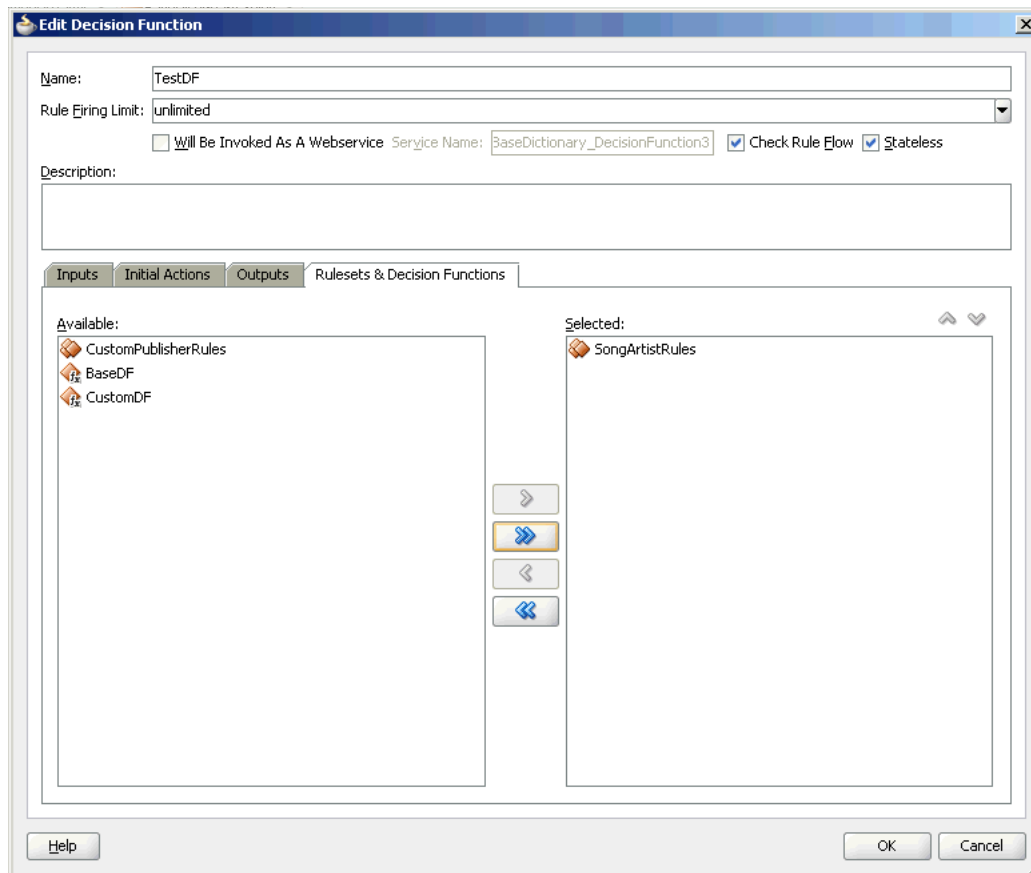 Edit Decision Function
Name: TestDF
Rule Firing Limit: unlimited
Will Be Invoked As A Webservice Service Name: BaseDictionary_DecisionFunction3 Check Rule Flow Stateless
Description:
Inputs Initial Actions Outputs Rulesets & Decision Functions
Available: Selected:
CustomPublisherRules SongArtistRules
BaseDF
CustomDF
Help OK Cancel